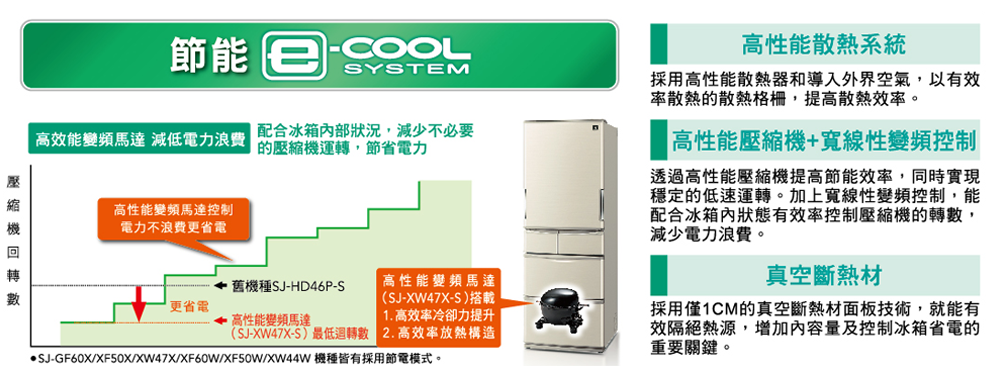 節能 e-COOL
SYSTEM
高效能變頻馬達 減低電力浪費
配合冰箱內部狀況，減少不必要
的壓縮機運轉，節省電力
壓縮機回轉數
高性能變頻馬達控制
電力不浪費更省電
舊機種SJ-HD46P-S
更省電
高性能變頻馬達
(SJ-XW47X-S) 最低迴轉數
高性能變頻馬達
(SJ-XW47X-S)搭載
1.高效率冷卻力提升
2.高效率放熱構造
●SJ-GF60X/XF50X/XW47X/XF60W/XF50W/XW44W 機種皆有採用節電模式。
高性能散熱系統
採用高性能散熱器和導入外界空氣，以有效
率散熱的散熱格柵，提高散熱效率。
高性能壓縮機+寬線性變頻控制
透過高性能壓縮機提高節能效率，同時實現
穩定的低速運轉。加上寬線性變頻控制，能
配合冰箱內狀態有效率控制壓縮機的轉數，
減少電力浪費。
真空斷熱材
採用僅1CM的真空斷熱材面板技術，就能有
效隔絕熱源，增加內容量及控制冰箱省電的
重要關鍵。